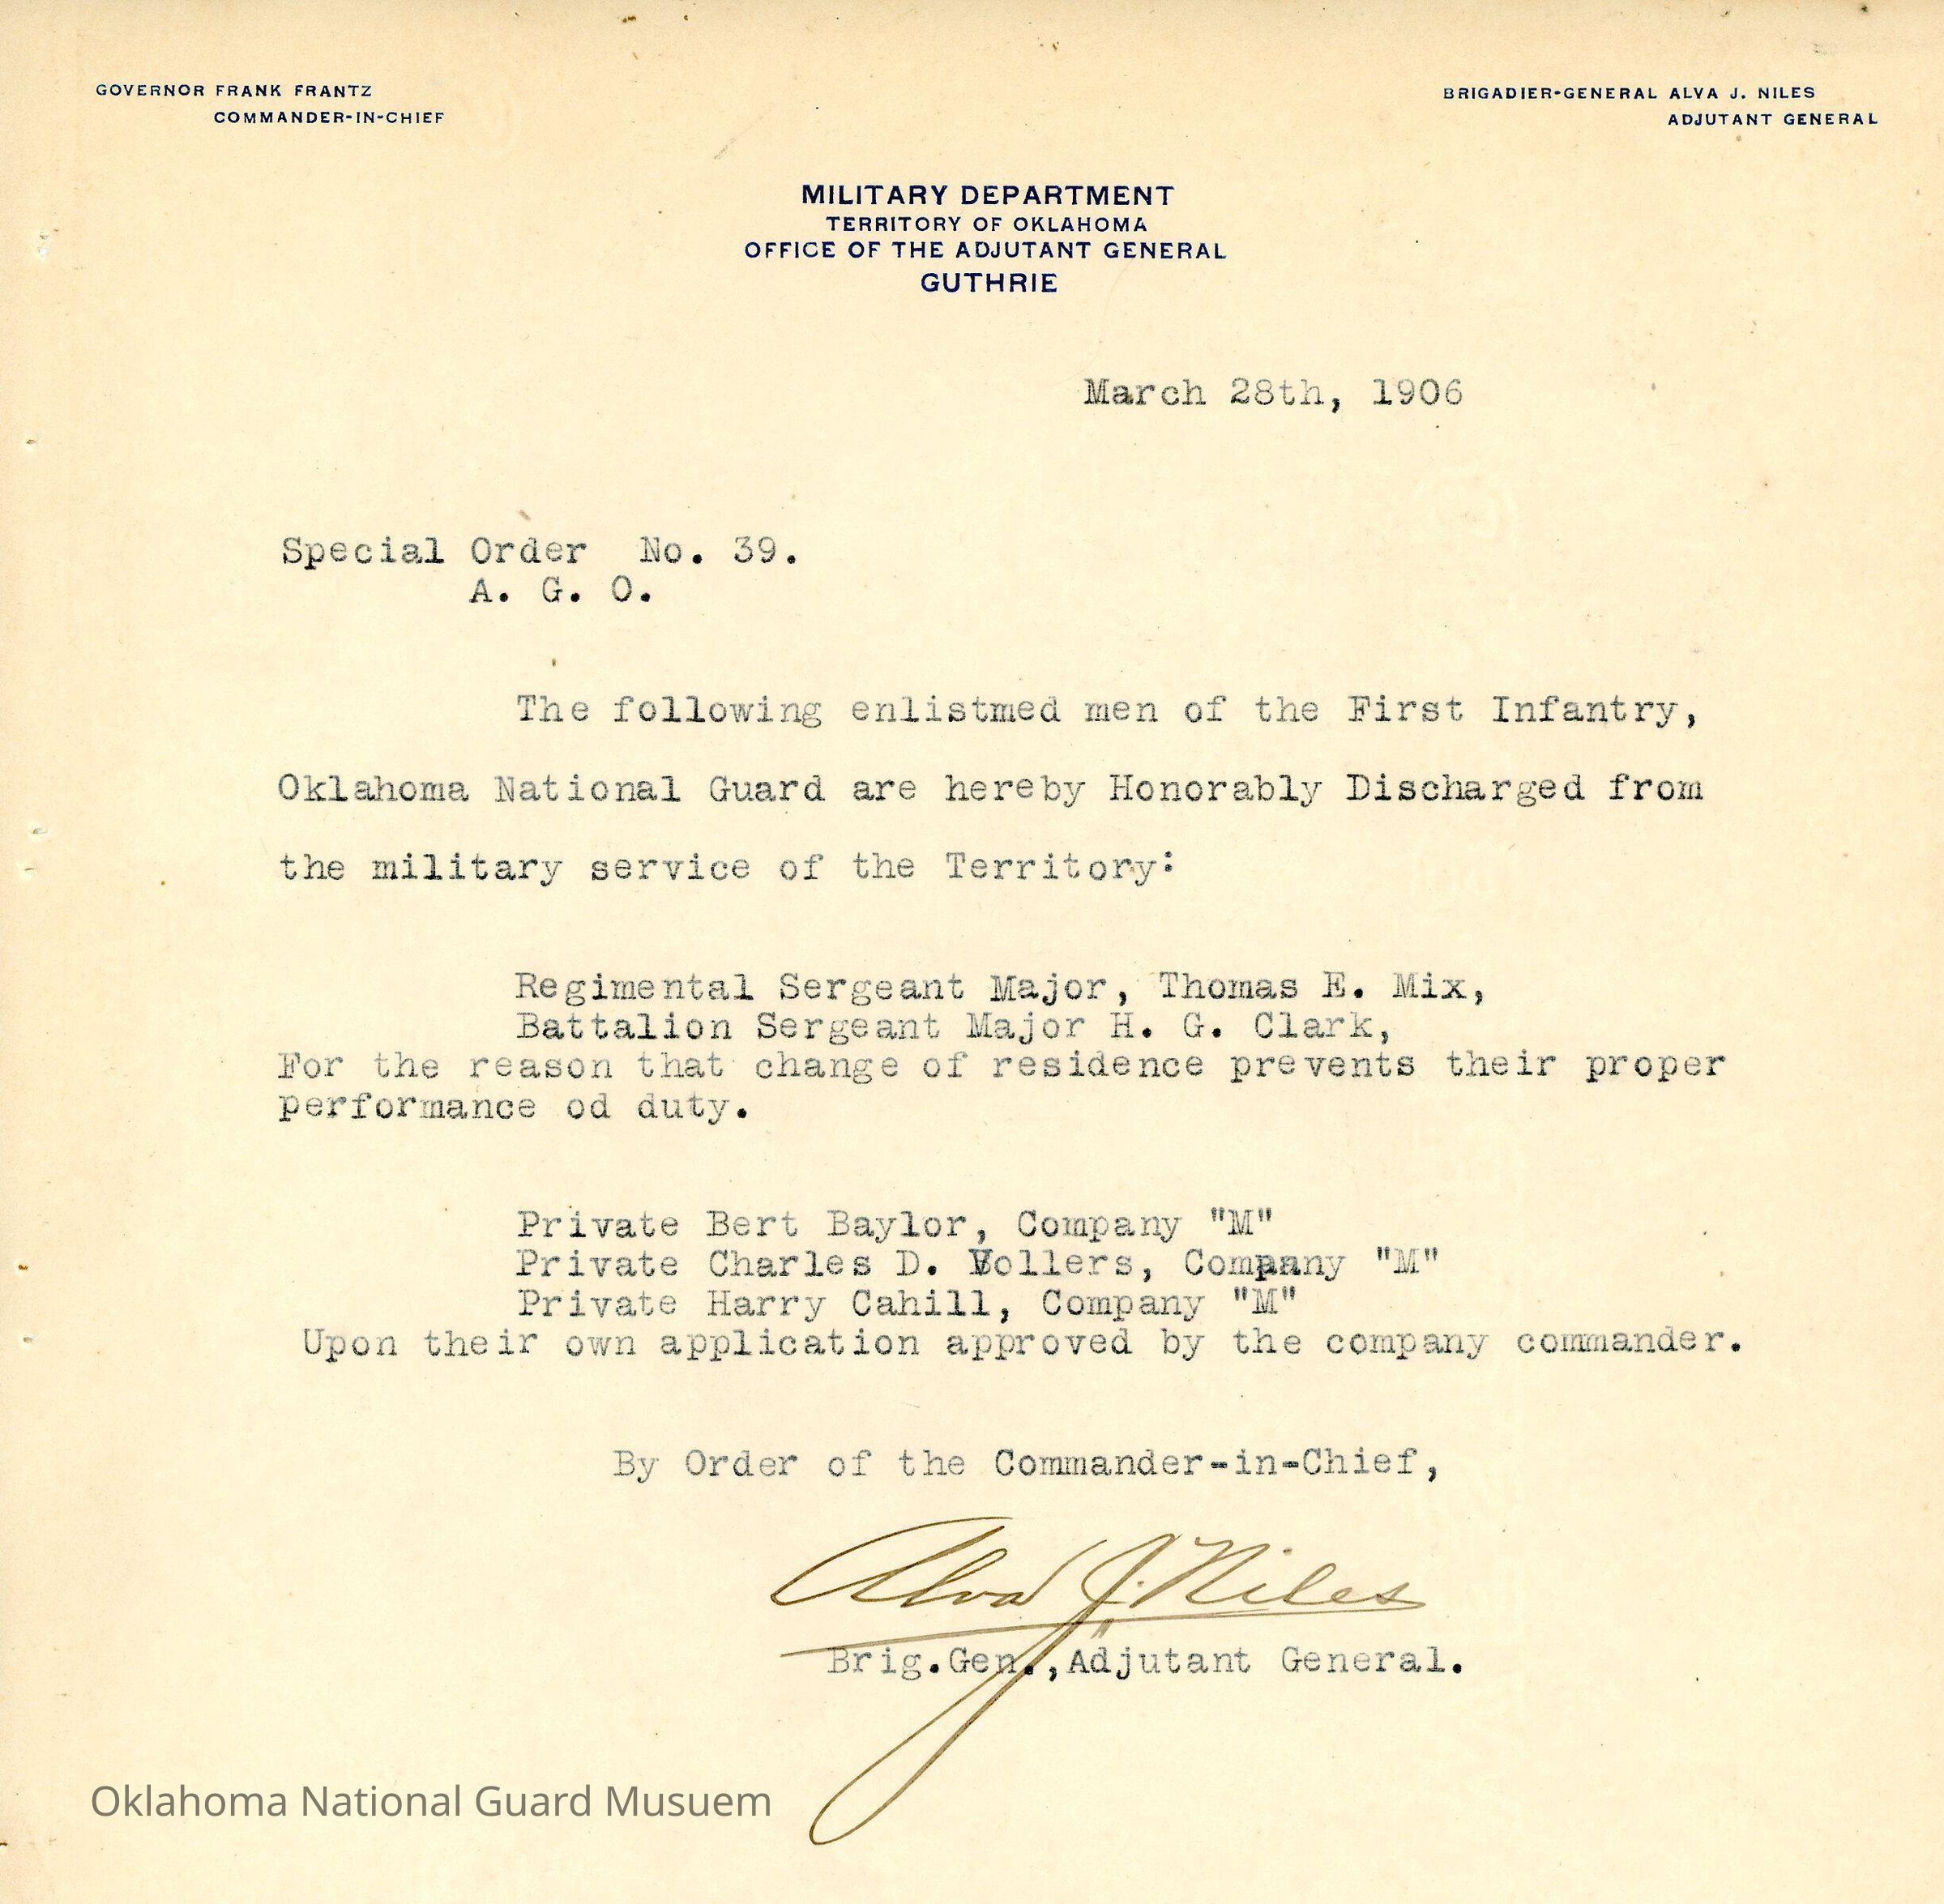 GOVERNOR FRANK FRANTZ
COMMANDER-IN-CHIEF
BRIGADIER-GENERAL ALVA J. NILES
ADJUTANT GENERAL
MILITARY DEPARTMENT
TERRITORY OF OKLAHOMA
OFFICE OF THE ADJUTANT GENERAL
GUTHRIE
March 28th, 1906
Special Order No. 39.
A. G. O.
The following enlistmed men of the First Infantry,
Oklahoma National Guard are hereby Honorably Discharged from
the military service of the Territory:
Regimental Sergeant Major, Thomas E. Mix,
Battalion Sergeant Major H. G. Clark,
For the reason that change of residence prevents their proper
performance od duty.
Private Bert Baylor, Company "M"
Private Charles D. Vollers, Company "M"
Private Harry Cahill, Company "M"
Upon their own application approved by the company commander.
By Order of the Commander-in-Chief,
Alva J. Niles
Brig.Gen.,Adjutant General.
Oklahoma National Guard Musuem